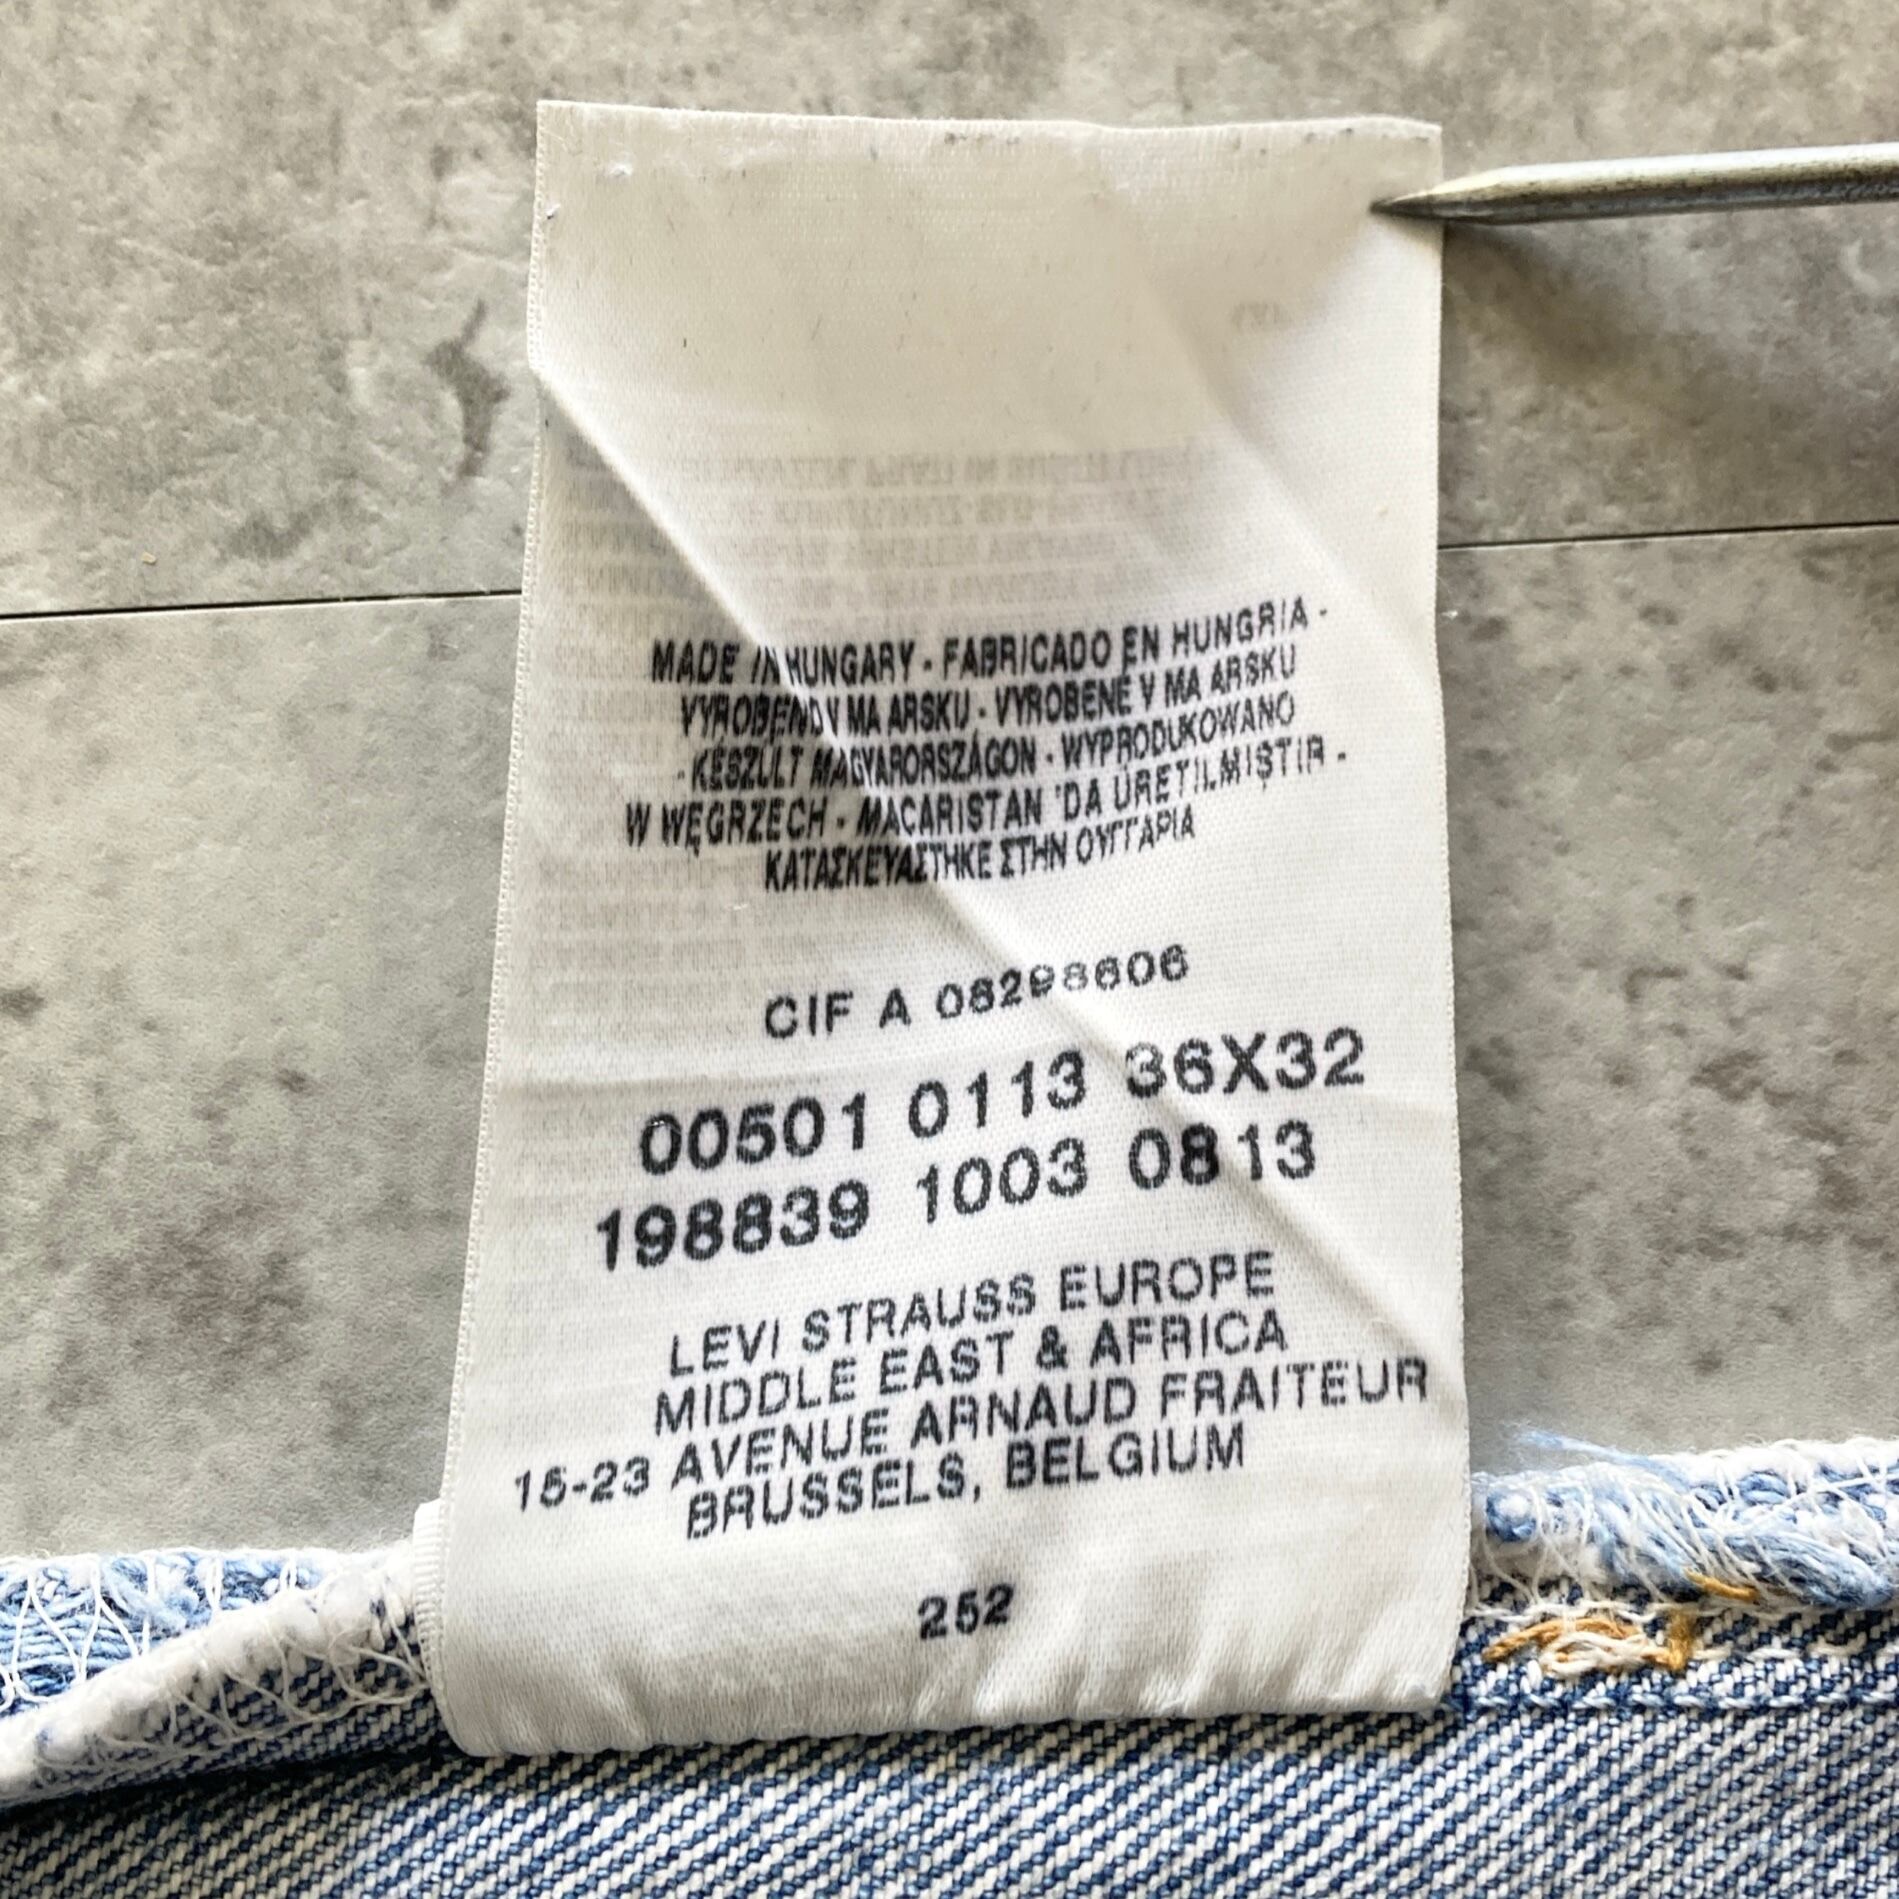 MADE IN HUNGARY - FABRICADO EN HUNGRIA -
VYROBENO V MA ARSKU - VYROBENÉ V MA ARSKU
- KÉSZÜLT MAGYARORSZÁGON - WYPRODUKOWANO
W WĘGRZECH - MACARISTAN 'DA ÜRETILMIŞTIR -
ΚΑΤΑΣΚΕΥΑΣΤΗΚΕ ΣΤΗΝ ΟΥΓΓΑΡΙΑ
CIF A 08298606
00501 0113 36X32
198839 1003 0813
LEVI STRAUSS EUROPE
MIDDLE EAST & AFRICA
15-23 AVENUE ARNAUD FRAITEUR
BRUSSELS, BELGIUM
252